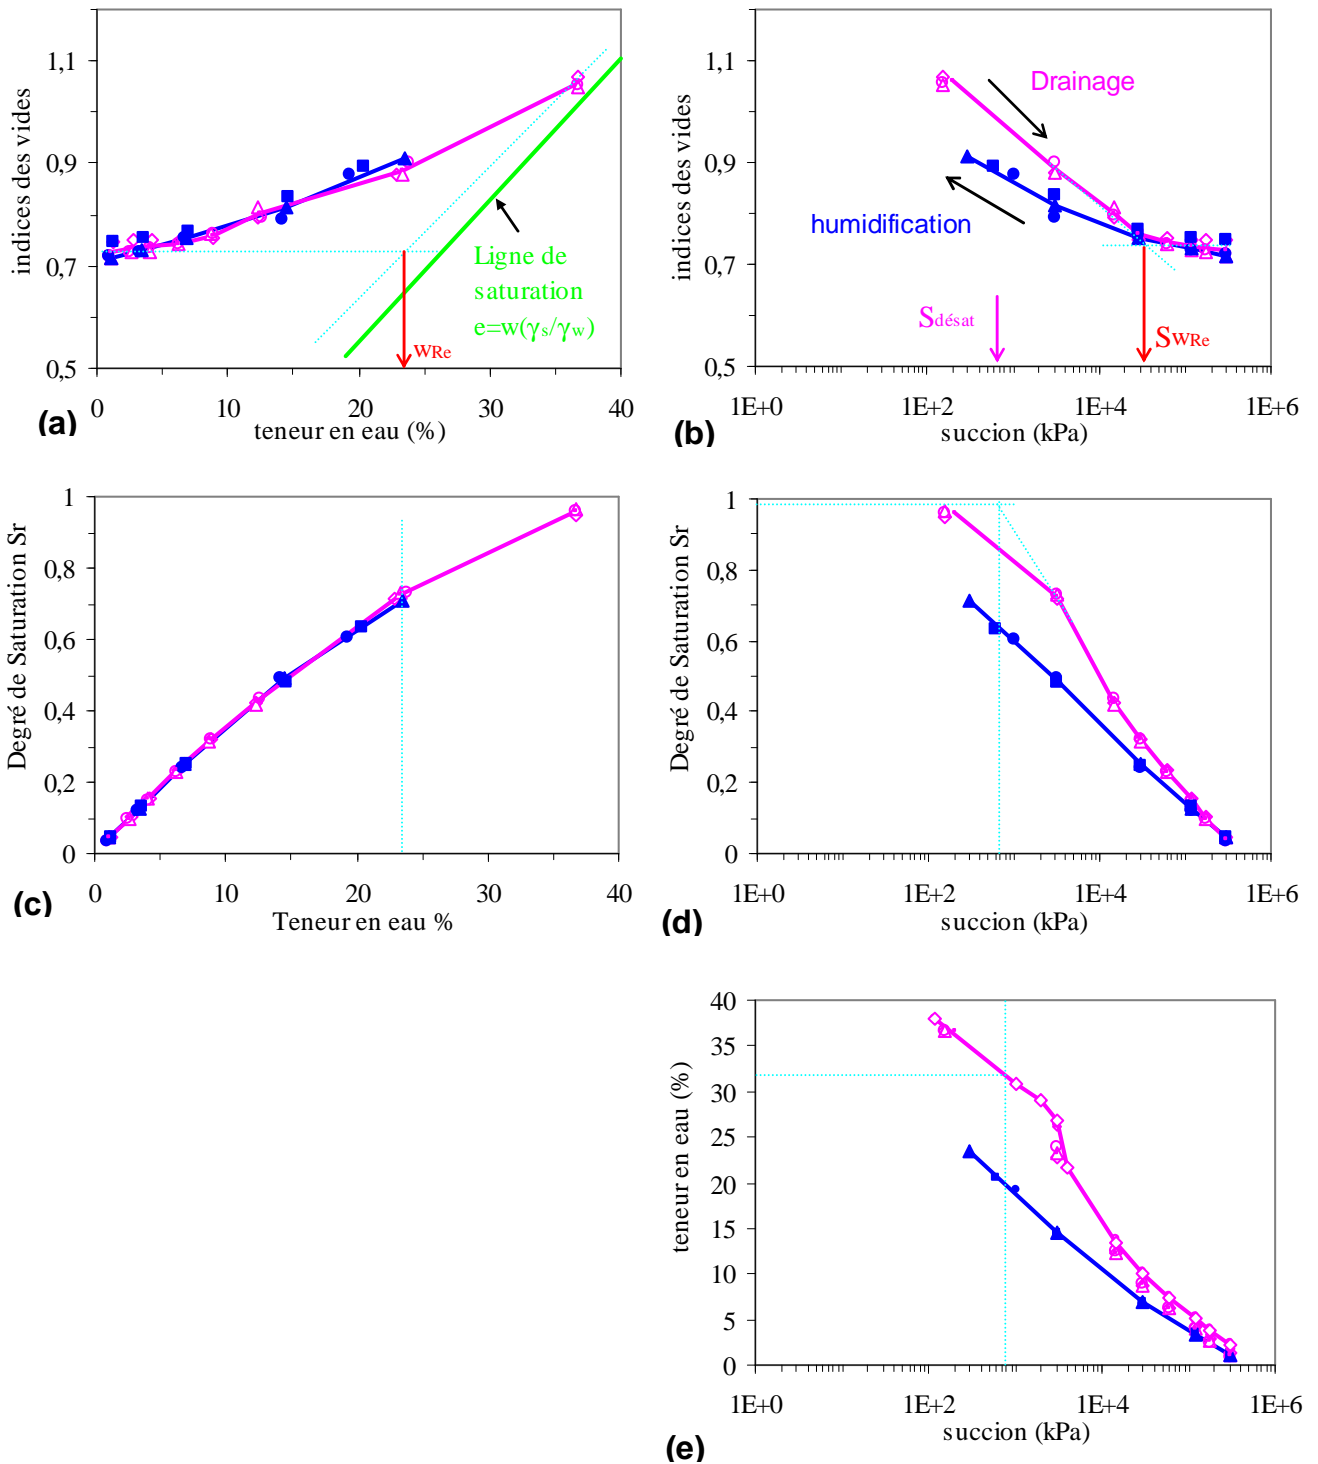 indices des vides
1,1
0,9
0,7
0,5
0
10
20
30
40
teneur en eau (%)
Ligne de
saturation
e=w(γs/γw)
wRe
(a)
indices des vides
1,1
0,9
0,7
0,5
1E+0
1E+2
1E+4
1E+6
succion (kPa)
Drainage
humidification
Sdésat
SwRe
(b)
Degré de Saturation Sr
1
0,8
0,6
0,4
0,2
0
0
10
20
30
40
Teneur en eau %
(c)
Degré de Saturation Sr
1
0,8
0,6
0,4
0,2
0
1E+0
1E+2
1E+4
1E+6
succion (kPa)
(d)
teneur en eau (%)
40
35
30
25
20
15
10
5
0
1E+0
1E+2
1E+4
1E+6
succion (kPa)
(e)